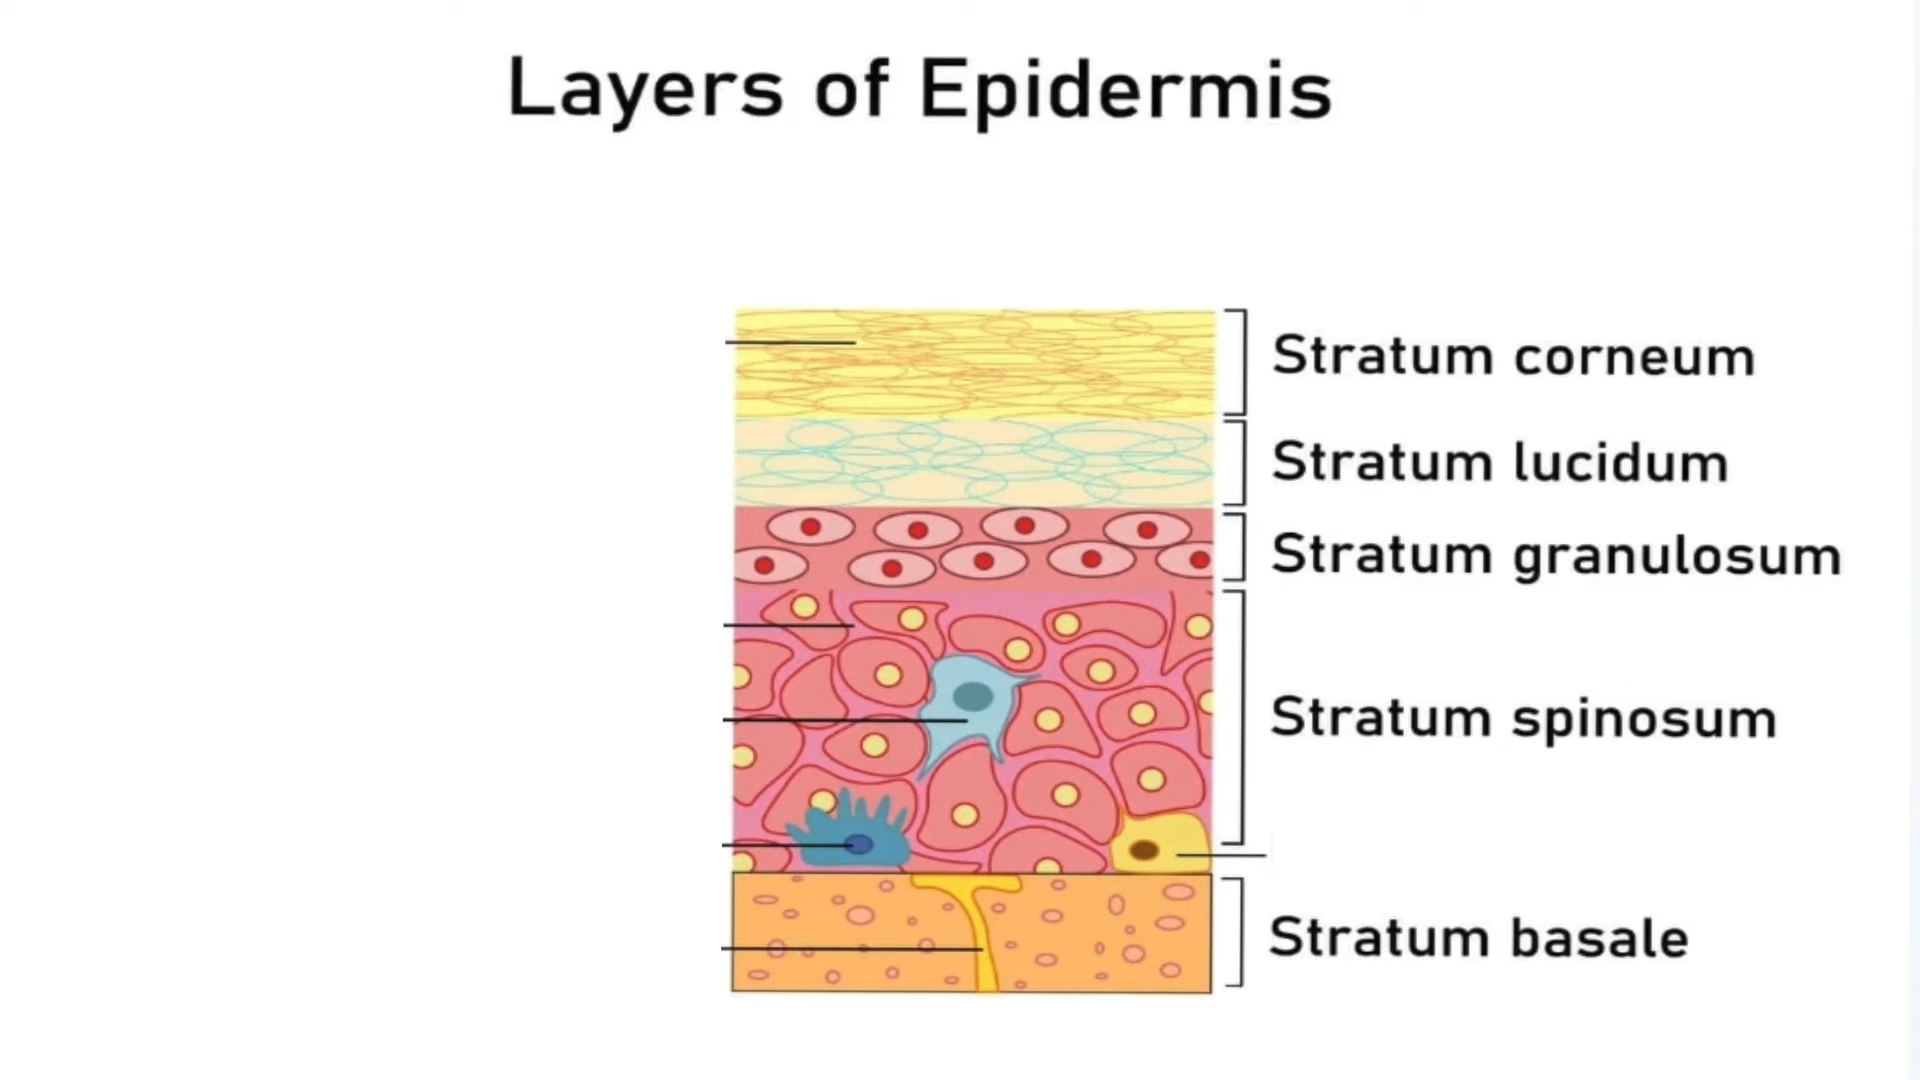 Layers of Epidermis
Stratum corneum
Stratum lucidum
Stratum granulosum
Stratum spinosum
Stratum basale